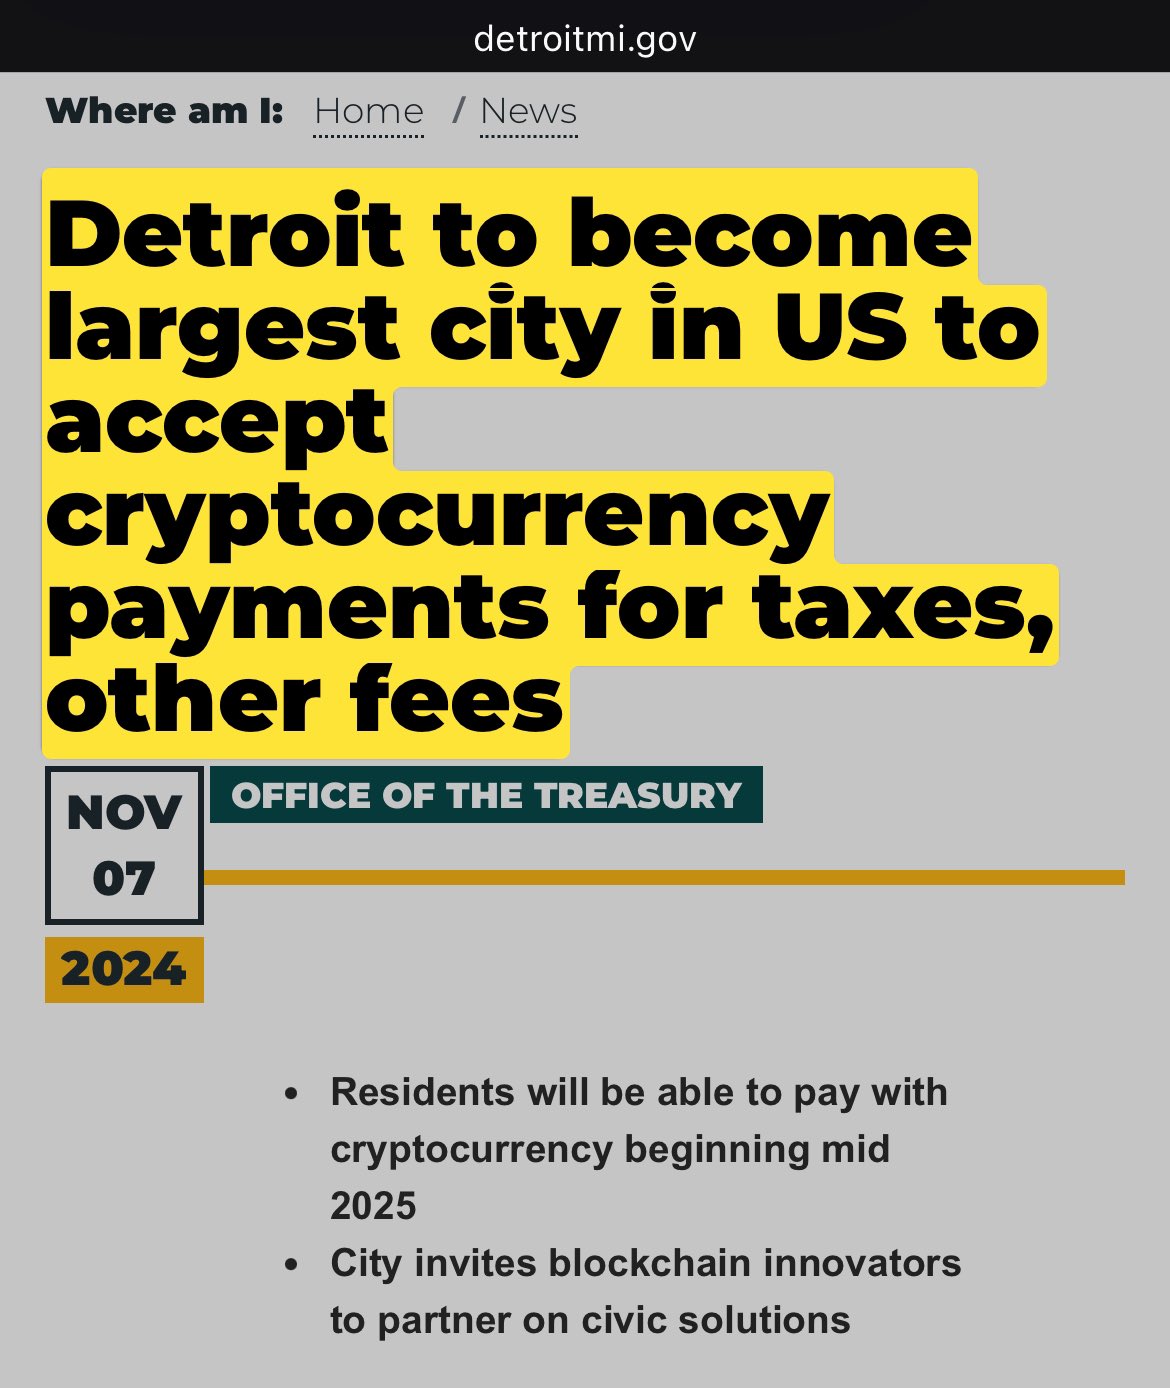 detroitmi.gov
Where am I: Home / News
Detroit to become
largest city in US to
accept
cryptocurrency
payments for taxes,
other fees
NOV
07
OFFICE OF THE TREASURY
2024
• Residents will be able to pay with
cryptocurrency beginning mid
2025
• City invites blockchain innovators
to partner on civic solutions